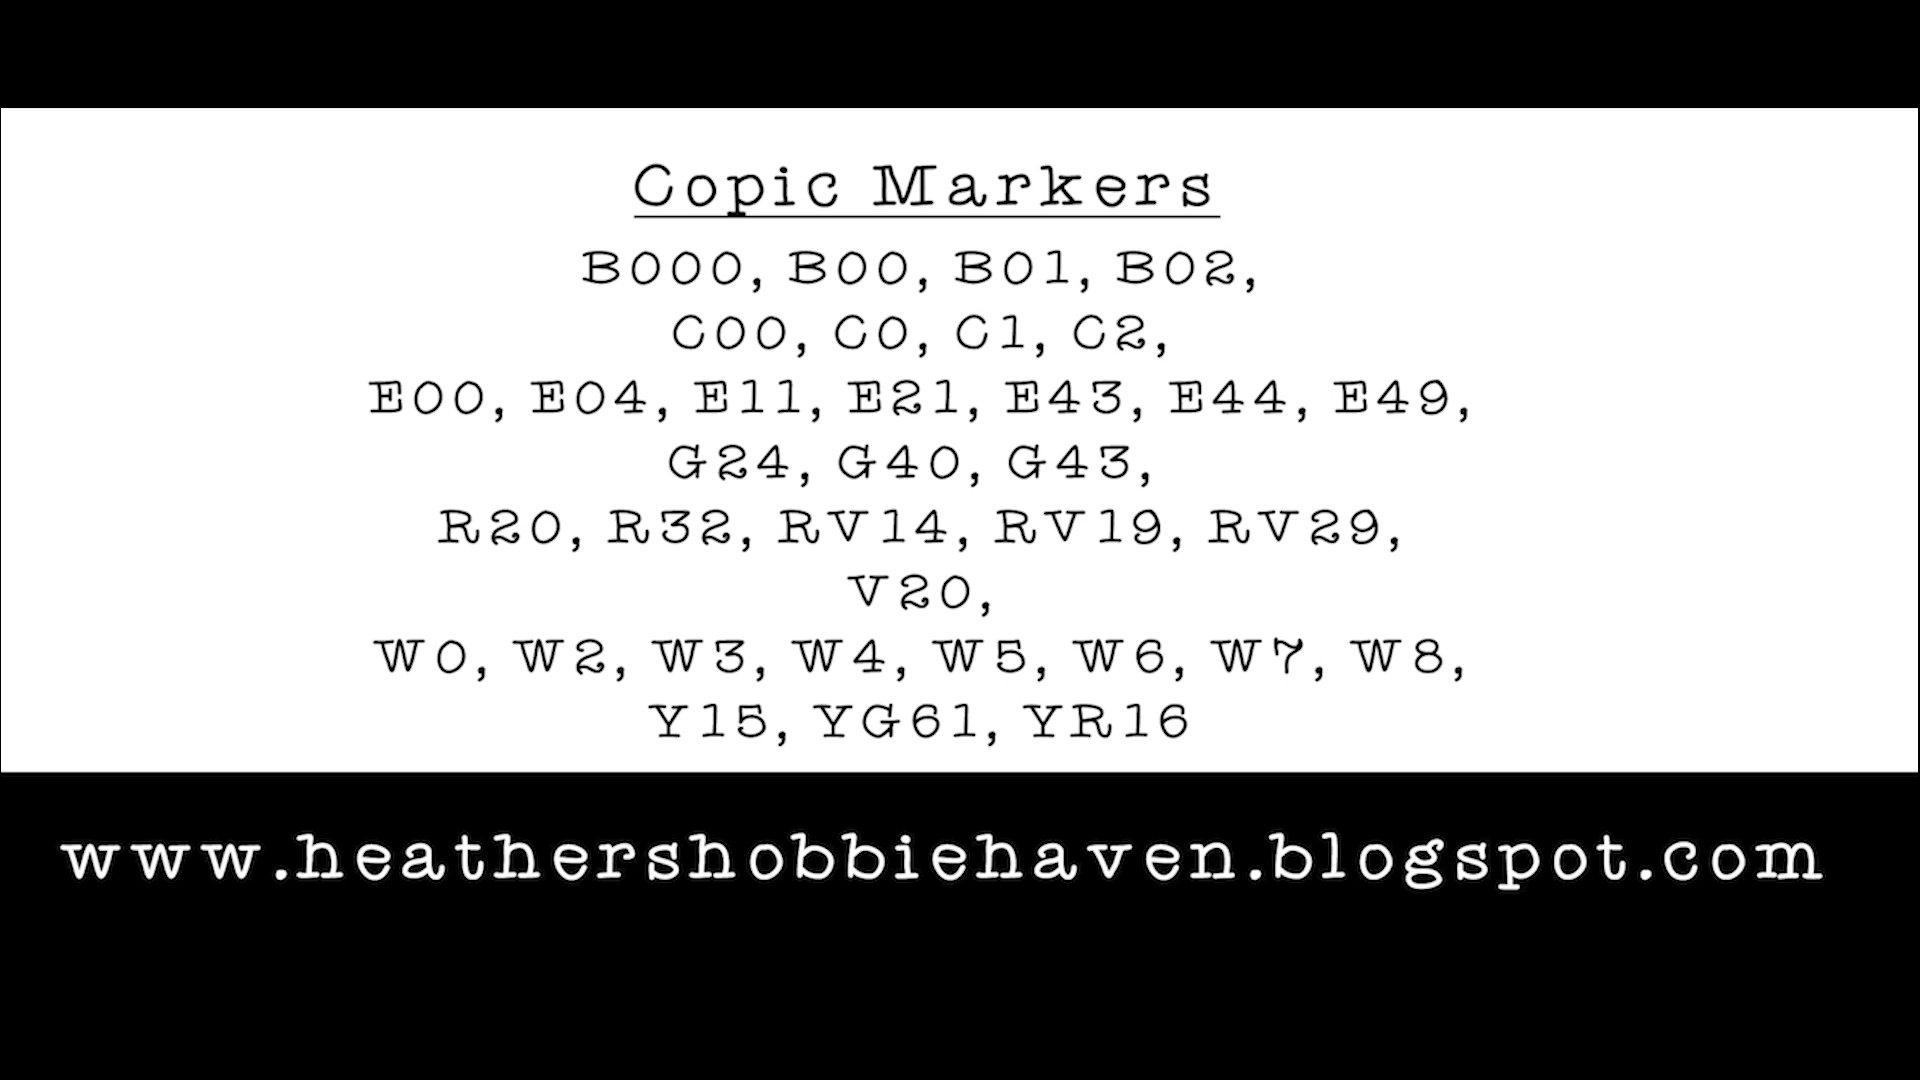 Copic Markers
B000, B00, B01, B02,
C00, C0, C1, C2,
E00, E04, E11, E21, E43, E44, E49,
G24, G40, G43,
R20, R32, RV14, RV19, RV29,
V20,
W0, W2, W3, W4, W5, W6, W7, W8,
Y15, YG61, YR16
www.heathershobbiehaven.blogspot.com